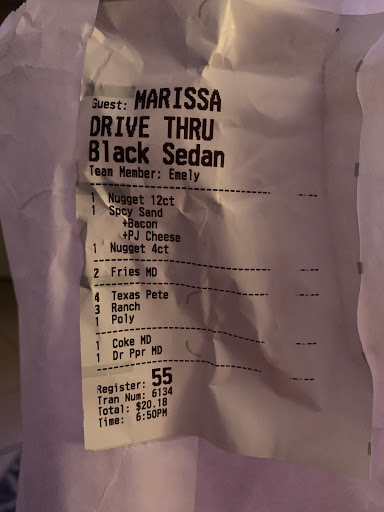 Guest: MARISSA
DRIVE THRU
Black Sedan
Team Member: Emely
1 Nugget 12ct
1 Spcy Sand
+Bacon
+PJ Cheese
1 Nugget 4ct
2 Fries MD
4 Texas Pete
3 Ranch
1 Poly
1 Coke MD
1 Dr Ppr MD
Register: 55
Tran Num: 6134
Total: $20.18
Time: 6:50PM